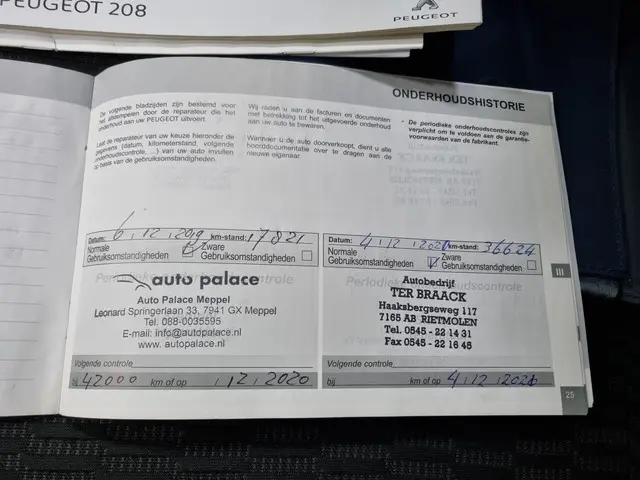 PEUGEOT 208
PEUGEOT
ONDERHOUDSHISTORIE
De volgende bladzijden zijn bestemd voor
het afstempelen door de reparateur die het
onderhoud aan uw PEUGEOT uitvoert.
Laat de reparateur van uw keuze hieronder de
gegevens (datum, kilometerstand, volgende
onderhoudscontrole, ...) van uw auto invullen
op basis van de gebruiksomstandigheden.
Wij raden u aan de facturen en documenten
met betrekking tot het uitgevoerde onderhoud
aan uw auto te bewaren.
Wanneer u de auto doorverkoopt, dient u alle
boorddocumentatie over te dragen aan de
nieuwe eigenaar.
* De periodieke onderhoudscontroles zijn
verplicht om te voldoen aan de garantie-
voorwaarden van de fabrikant.
Datum: 6.12.2019 km-stand: 17821
Normale Zware
Gebruiksomstandigheden Gebruiksomstandigheden
auto palace
Auto Palace Meppel
Leonard Springerlaan 33, 7941 GX Meppel
Tel: 088-0035595
E-mail: info@autopalace.nl
www. autopalace.nl
Volgende controle
bij 42000 km of op 12.2020
Datum: 4.12. km-stand: 36624
Normale Zware
Gebruiksomstandigheden Gebruiksomstandigheden
Periodieke onderhoudscontrole
Autobedrijf
TER BRAACK
Haaksbergseweg 117
7165 AB RIETMOLEN
Tel. 0545 - 22 14 31
Fax 0545 - 22 16 45
Volgende controle
bij km of op 4.12.
III
25